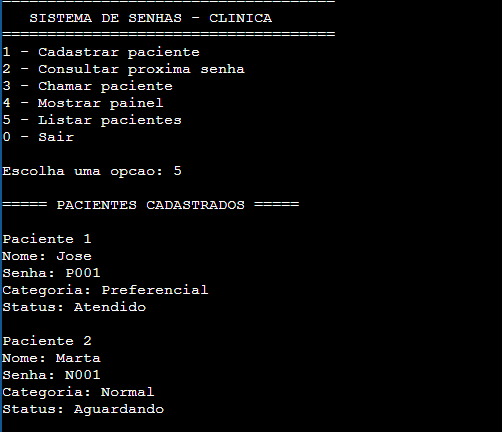 =====================================
SISTEMA DE SENHAS - CLINICA
=====================================
1 - Cadastrar paciente
2 - Consultar proxima senha
3 - Chamar paciente
4 - Mostrar painel
5 - Listar pacientes
0 - Sair
Escolha uma opcao: 5
===== PACIENTES CADASTRADOS =====
Paciente 1
Nome: Jose
Senha: P001
Categoria: Preferencial
Status: Atendido
Paciente 2
Nome: Marta
Senha: N001
Categoria: Normal
Status: Aguardando